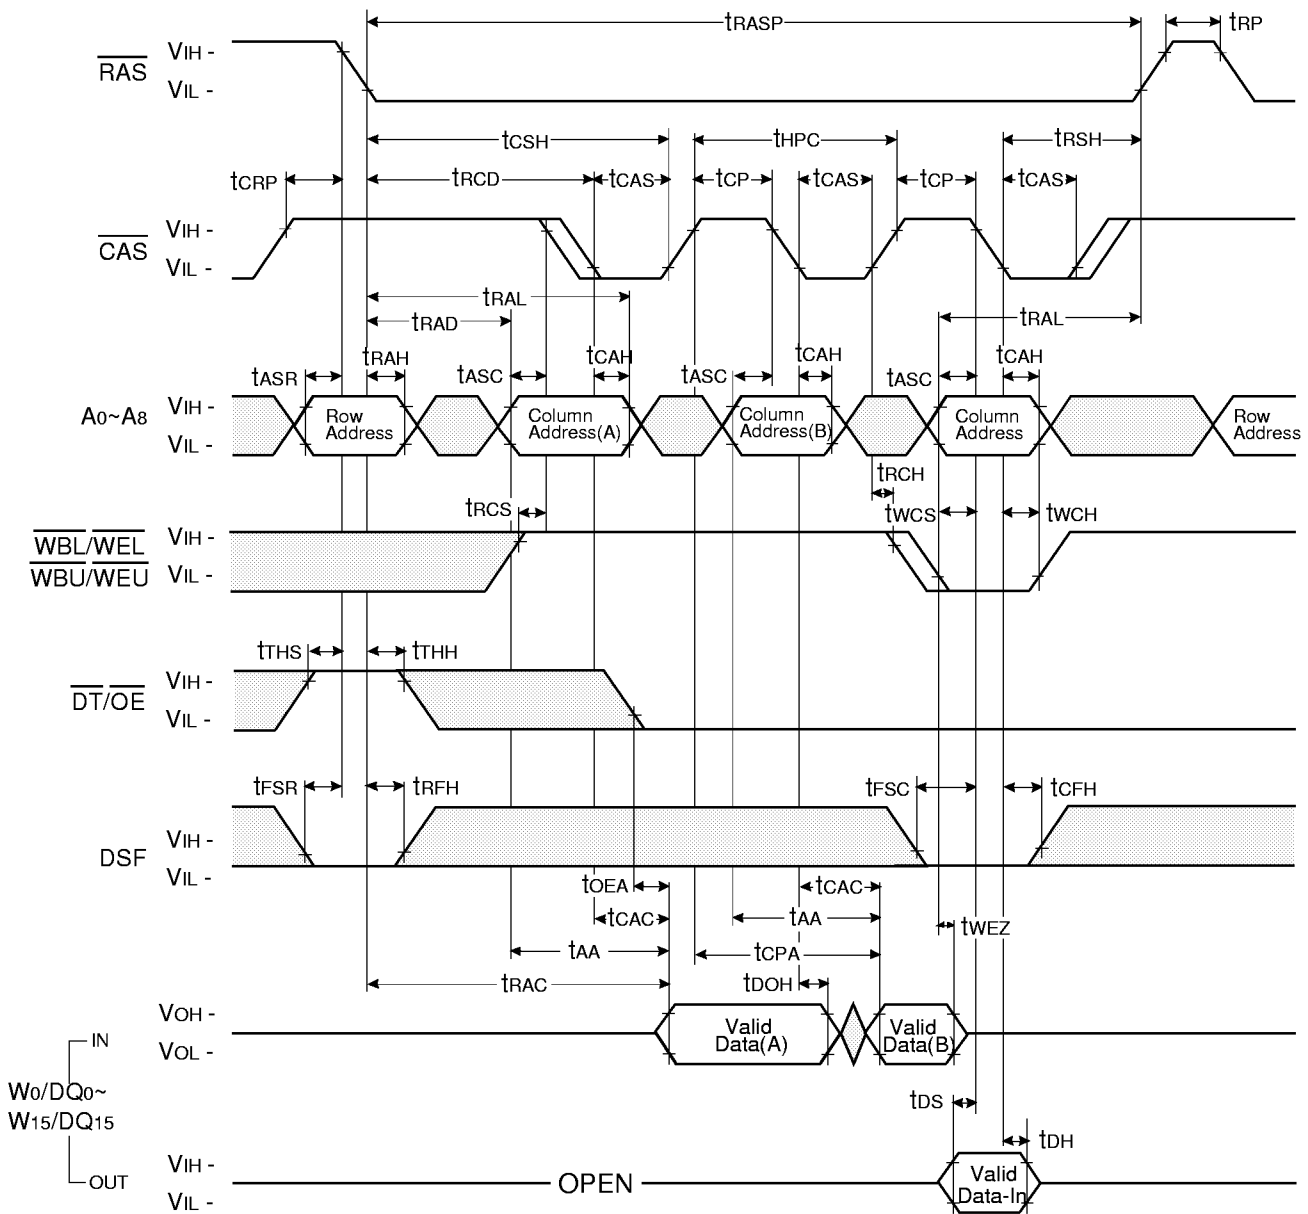 tRASP tRP
RAS VIH -
VIL -
tCSH tHPC tRSH
tCRP tRCD tCAS tCP tCAS tCP tCAS
CAS VIH -
VIL -
tRAL
tRAD tRAL
tASR tRAH tASC tCAH tASC tCAH tASC tCAH
A0~A8 VIH -
VIL -
Row Address
Column Address(A)
Column Address(B)
Column Address
Row Address
tRCH
tRCS tWCS tWCH
WBL/WEL VIH -
WBU/WEU VIL -
tTHS tTHH
DT/OE VIH -
VIL -
tFSR tRFH tFSC tCFH
DSF VIH -
VIL -
tOEA tCAC
tCAC tAA tWEZ
tAA tCPA
tRAC tDOH
VOH -
VOL -
Valid Data(A)
Valid Data(B)
IN
W0/DQ0~
W15/DQ15
OUT
tDS
tDH
VIH -
VIL -
OPEN
Valid Data-In